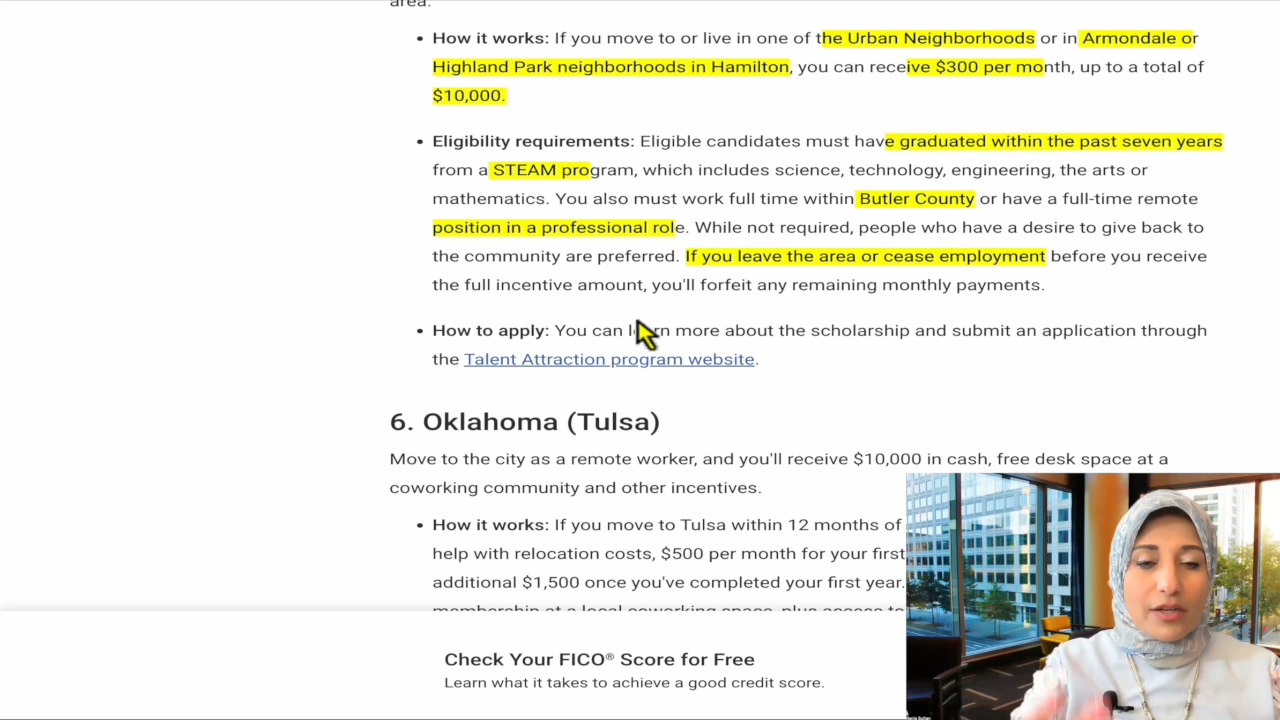 area.
• How it works: If you move to or live in one of the Urban Neighborhoods or in Armondale or
Highland Park neighborhoods in Hamilton, you can receive $300 per month, up to a total of
$10,000.
• Eligibility requirements: Eligible candidates must have graduated within the past seven years
from a STEAM program, which includes science, technology, engineering, the arts or
mathematics. You also must work full time within Butler County or have a full-time remote
position in a professional role. While not required, people who have a desire to give back to
the community are preferred. If you leave the area or cease employment before you receive
the full incentive amount, you'll forfeit any remaining monthly payments.
• How to apply: You can learn more about the scholarship and submit an application through
the Talent Attraction program website.
6. Oklahoma (Tulsa)
Move to the city as a remote worker, and you'll receive $10,000 in cash, free desk space at a
coworking community and other incentives.
• How it works: If you move to Tulsa within 12 months of
help with relocation costs, $500 per month for your first
additional $1,500 once you've completed your first year.
membership at a local coworking space, plus access to
Check Your FICO® Score for Free
Learn what it takes to achieve a good credit score.